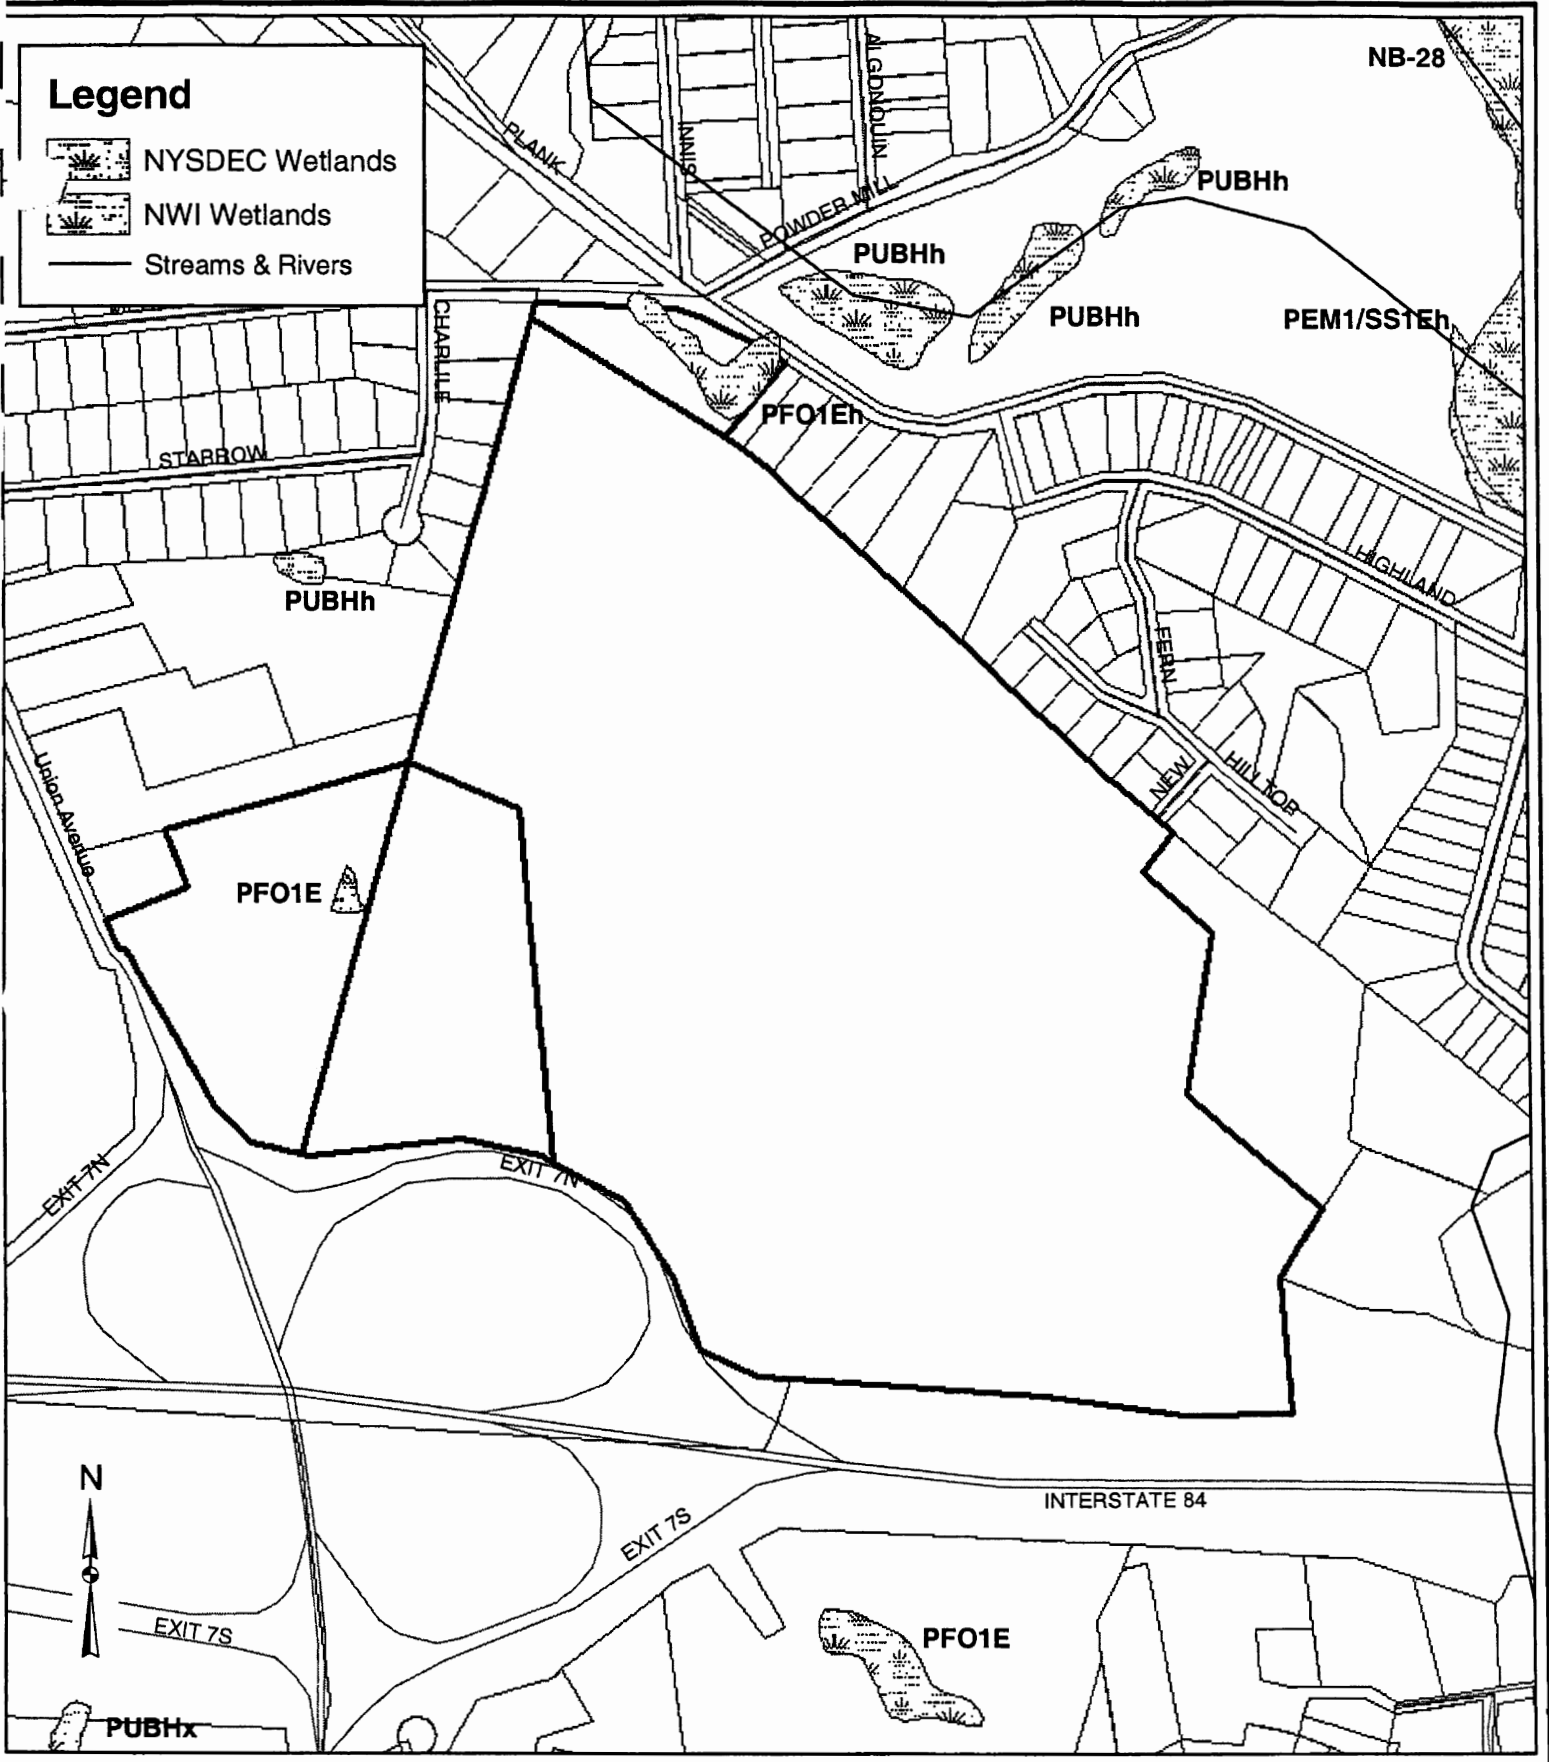 Legend
NYSDEC Wetlands
NWI Wetlands
Streams & Rivers
NB-28
PLANK
INNIS
ALGONQUIN
POWDER MILL
PUBHh
PUBHh
PUBHh
PEM1/SS1Eh
CHARLILE
PFO1Eh
STARROW
HIGHLAND
PUBHh
FERN
NEW
HILLTOP
Union Avenue
PFO1E
EXIT 7N
EXIT 7N
N
INTERSTATE 84
EXIT 7S
EXIT 7S
PFO1E
PUBHx